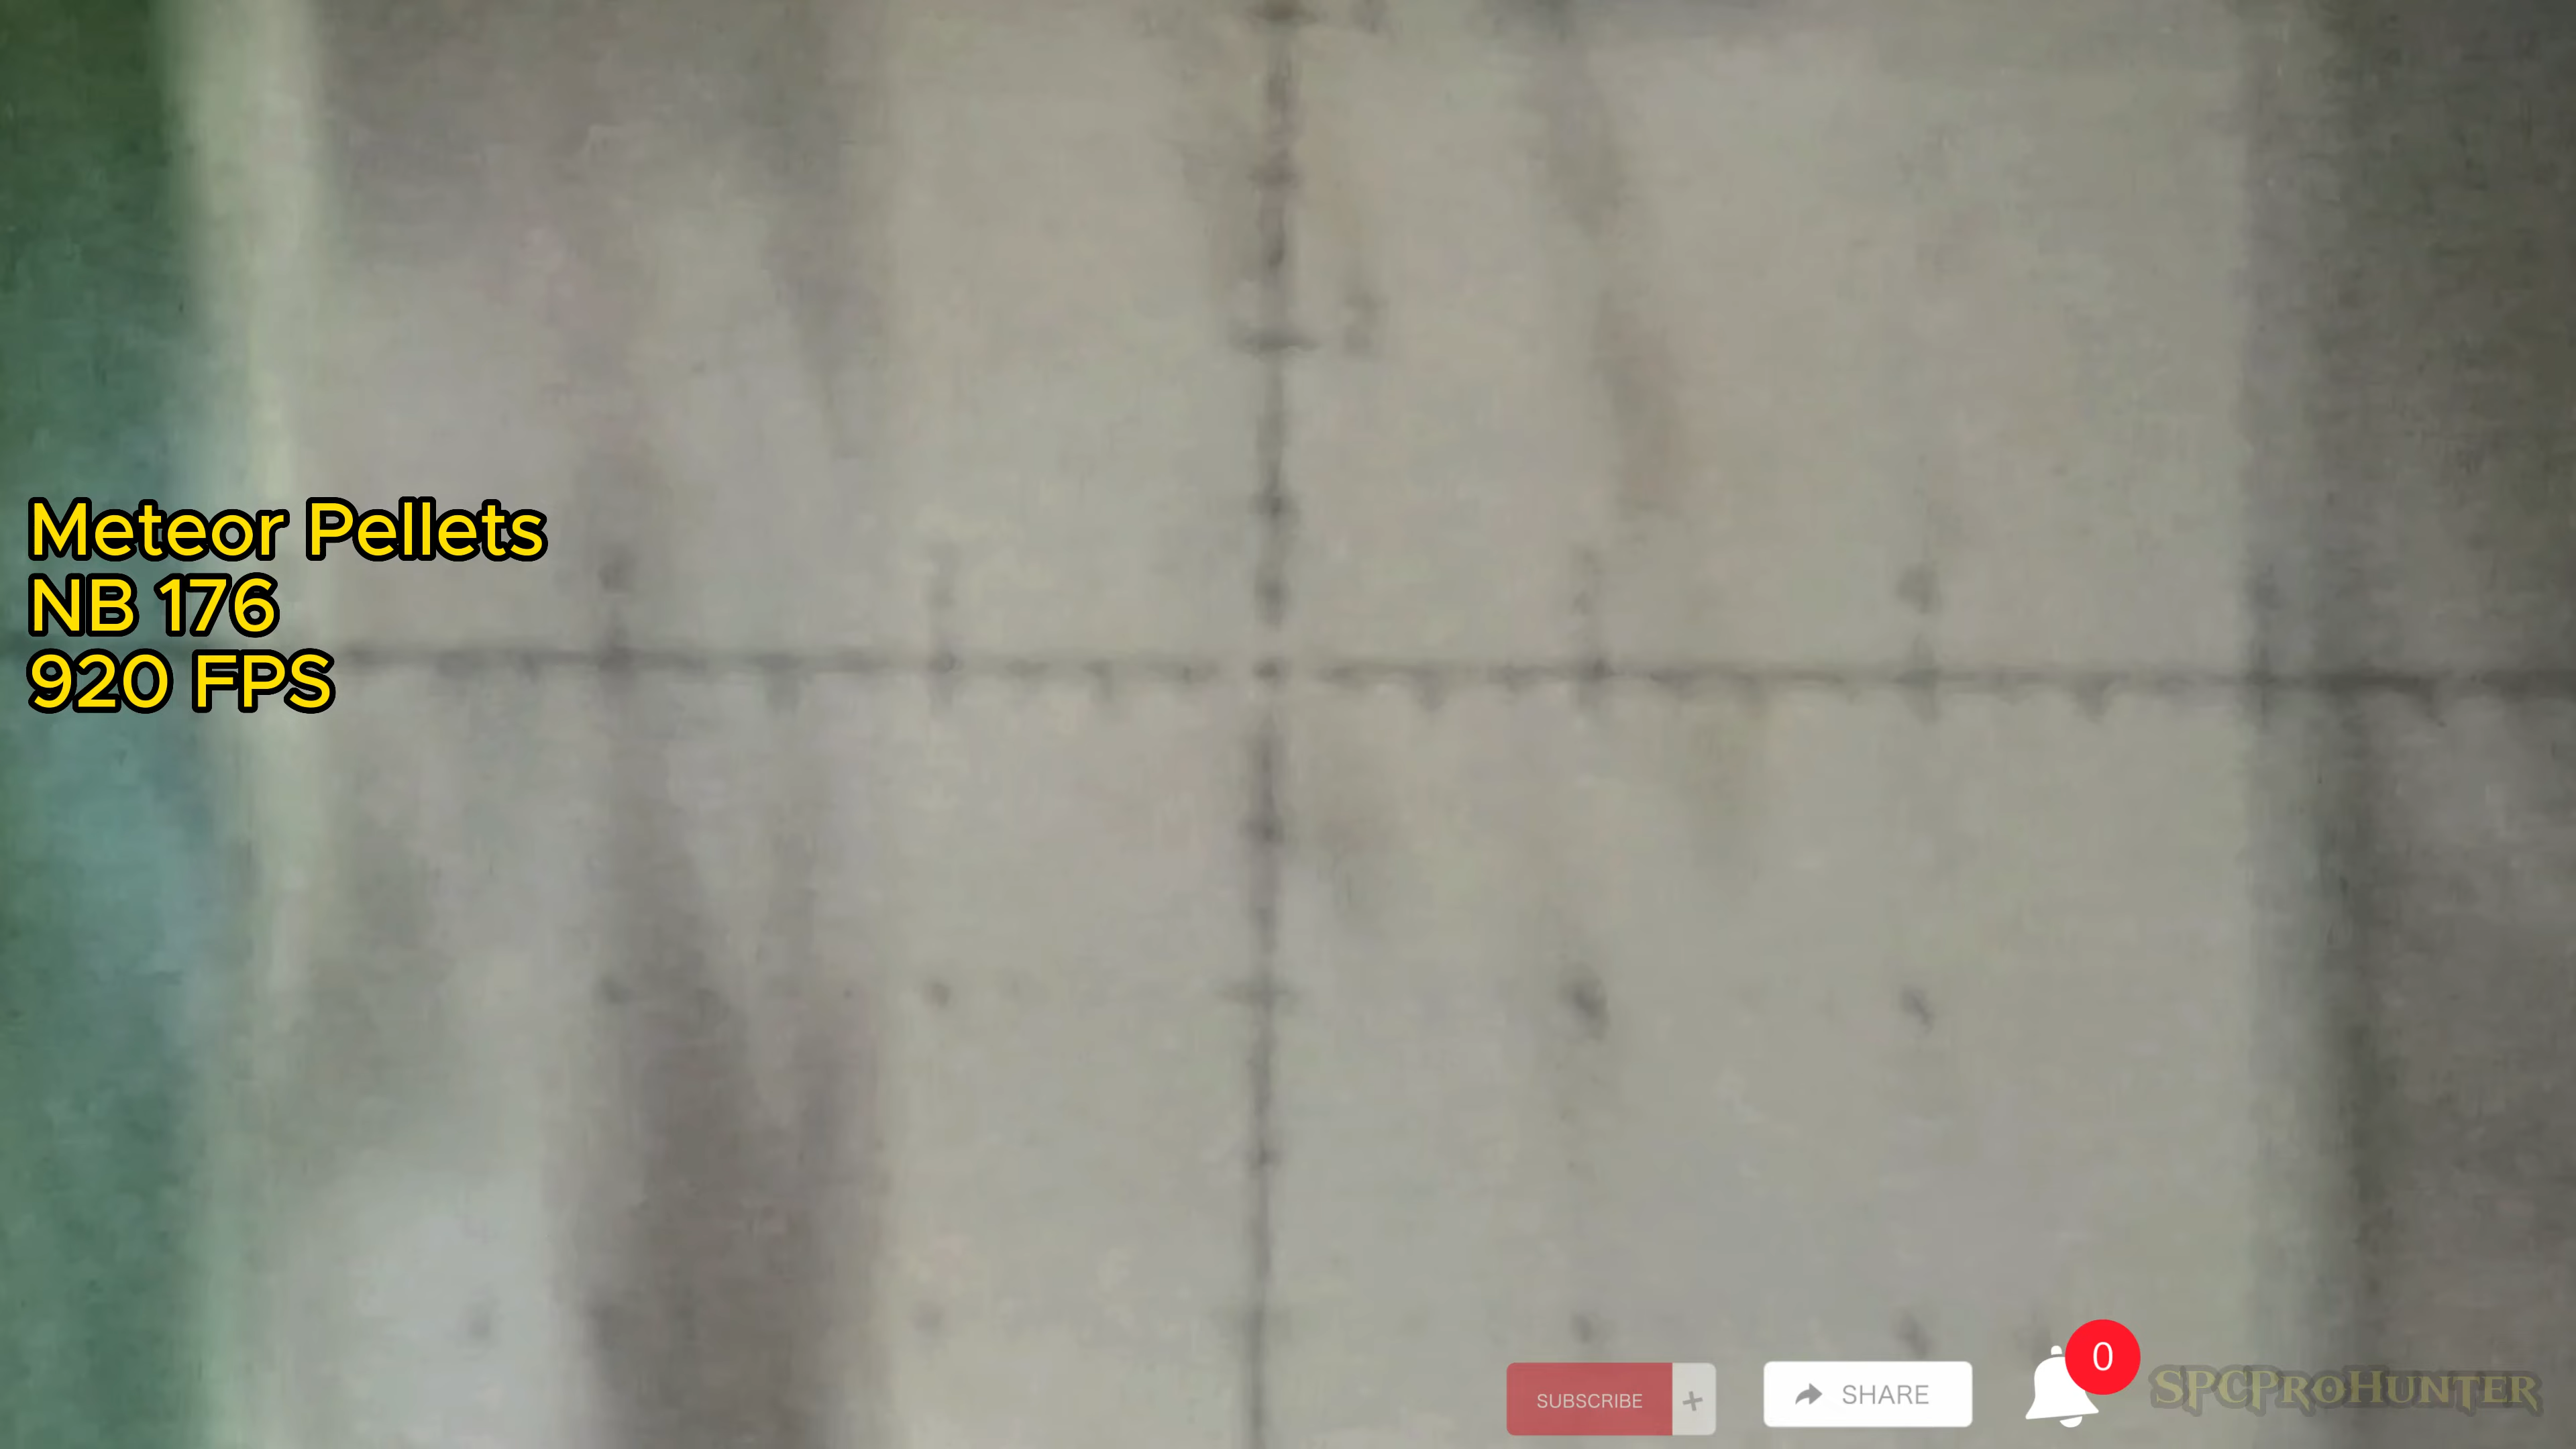 Meteor Pellets
NB 176
920 FPS
SUBSCRIBE +
SHARE
0
SPCProHunter